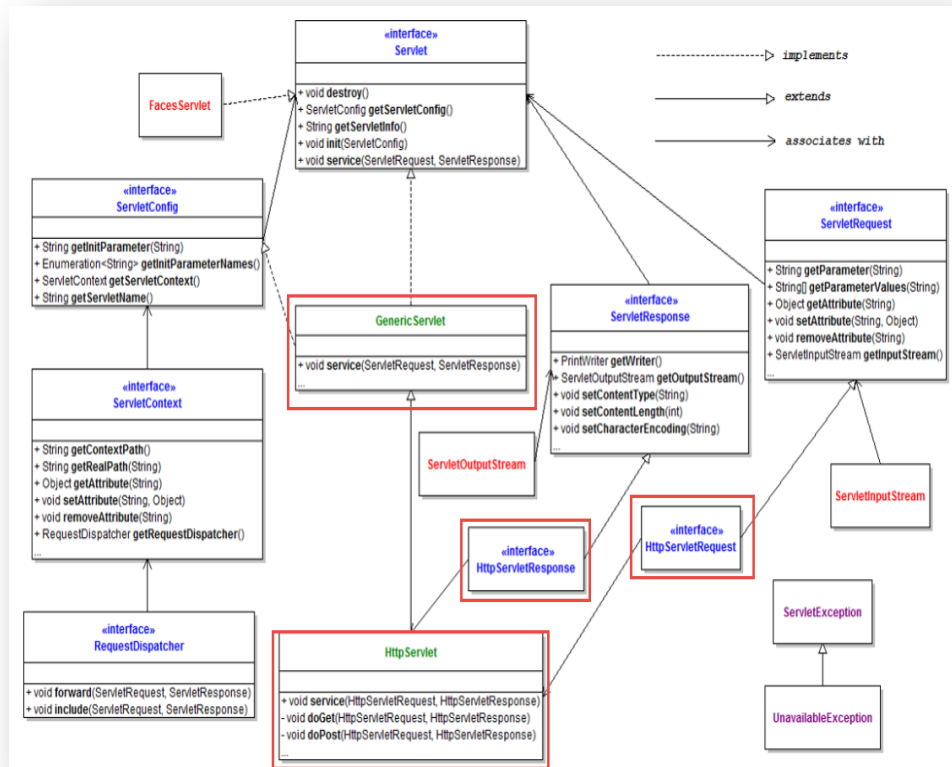 «interface»
Servlet
+ void destroy()
+ ServletConfig getServletConfig()
+ String getServletInfo()
+ void init(ServletConfig)
+ void service(ServletRequest, ServletResponse)
implements
extends
associates with
FacesServlet
«interface»
ServletConfig
+ String getInitParameter(String)
+ Enumeration<String> getInitParameterNames()
+ ServletContext getServletContext()
+ String getServletName()
«interface»
ServletRequest
+ String getParameter(String)
+ String[] getParameterValues(String)
+ Object getAttribute(String)
+ void setAttribute(String, Object)
+ void removeAttribute(String)
+ ServletInputStream getInputStream()
...
GenericServlet
+ void service(ServletRequest, ServletResponse)
...
«interface»
ServletResponse
+ PrintWriter getWriter()
+ ServletOutputStream getOutputStream()
+ void setContentType(String)
+ void setContentLength(int)
+ void setCharacterEncoding(String)
...
«interface»
ServletContext
+ String getContextPath()
+ String getRealPath(String)
+ Object getAttribute(String)
+ void setAttribute(String, Object)
+ void removeAttribute(String)
+ RequestDispatcher getRequestDispatcher()
...
ServletOutputStream
ServletInputStream
«interface»
HttpServletResponse
«interface»
HttpServletRequest
«interface»
RequestDispatcher
+ void forward(ServletRequest, ServletResponse)
+ void include(ServletRequest, ServletResponse)
HttpServlet
+ void service(HttpServletRequest, HttpServletResponse)
- void doGet(HttpServletRequest, HttpServletResponse)
- void doPost(HttpServletRequest, HttpServletResponse)
...
ServletException
UnavailableException